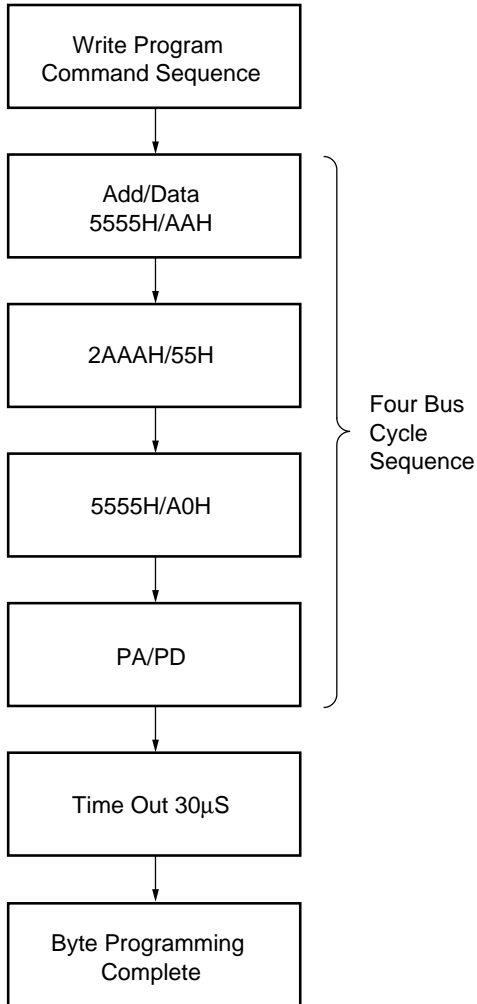 Write Program
Command Sequence
Add/Data
5555H/AAH
2AAAH/55H
5555H/A0H
PA/PD
Four Bus
Cycle
Sequence
Time Out 30μS
Byte Programming
Complete